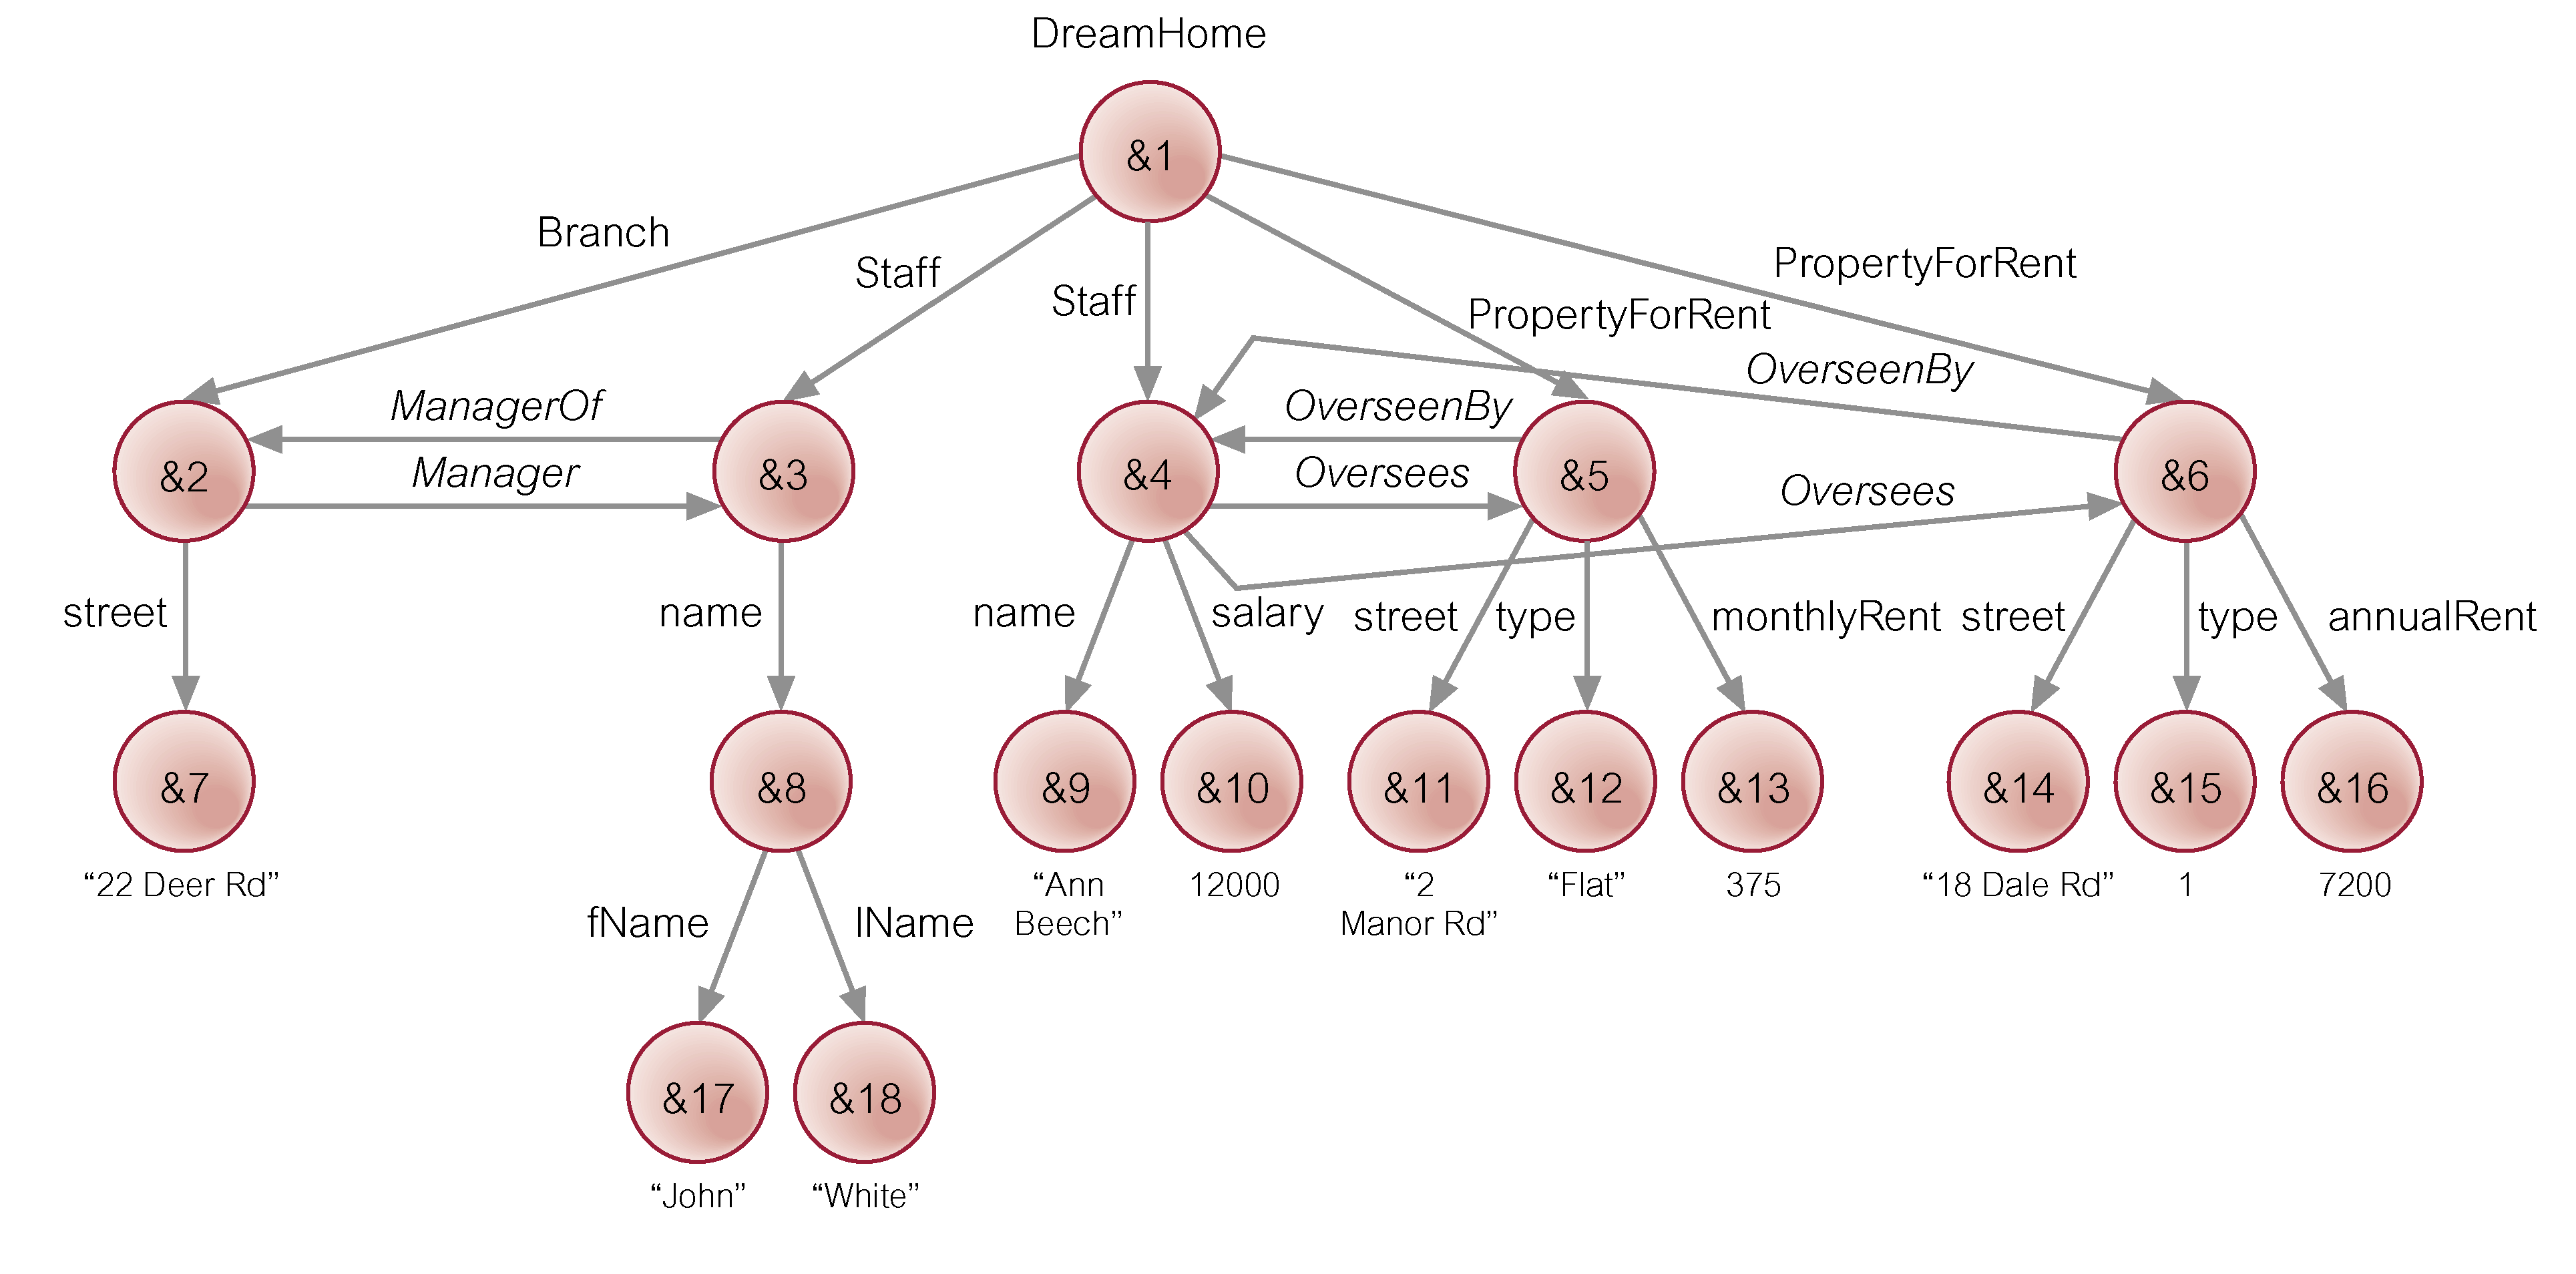 DreamHome
&1
Branch
Staff
Staff
PropertyForRent
PropertyForRent
ManagerOf
OverseenBy
OverseenBy
Manager
Oversees
Oversees
&2
&3
&4
&5
&6
street
name
name
salary
street
type
monthlyRent
street
type
annualRent
&7
&8
&9
&10
&11
&12
&13
&14
&15
&16
“22 Deer Rd”
“Ann
Beech”
12000
“2
Manor Rd”
“Flat”
375
“18 Dale Rd”
1
7200
fName
lName
&17
&18
“John”
“White”